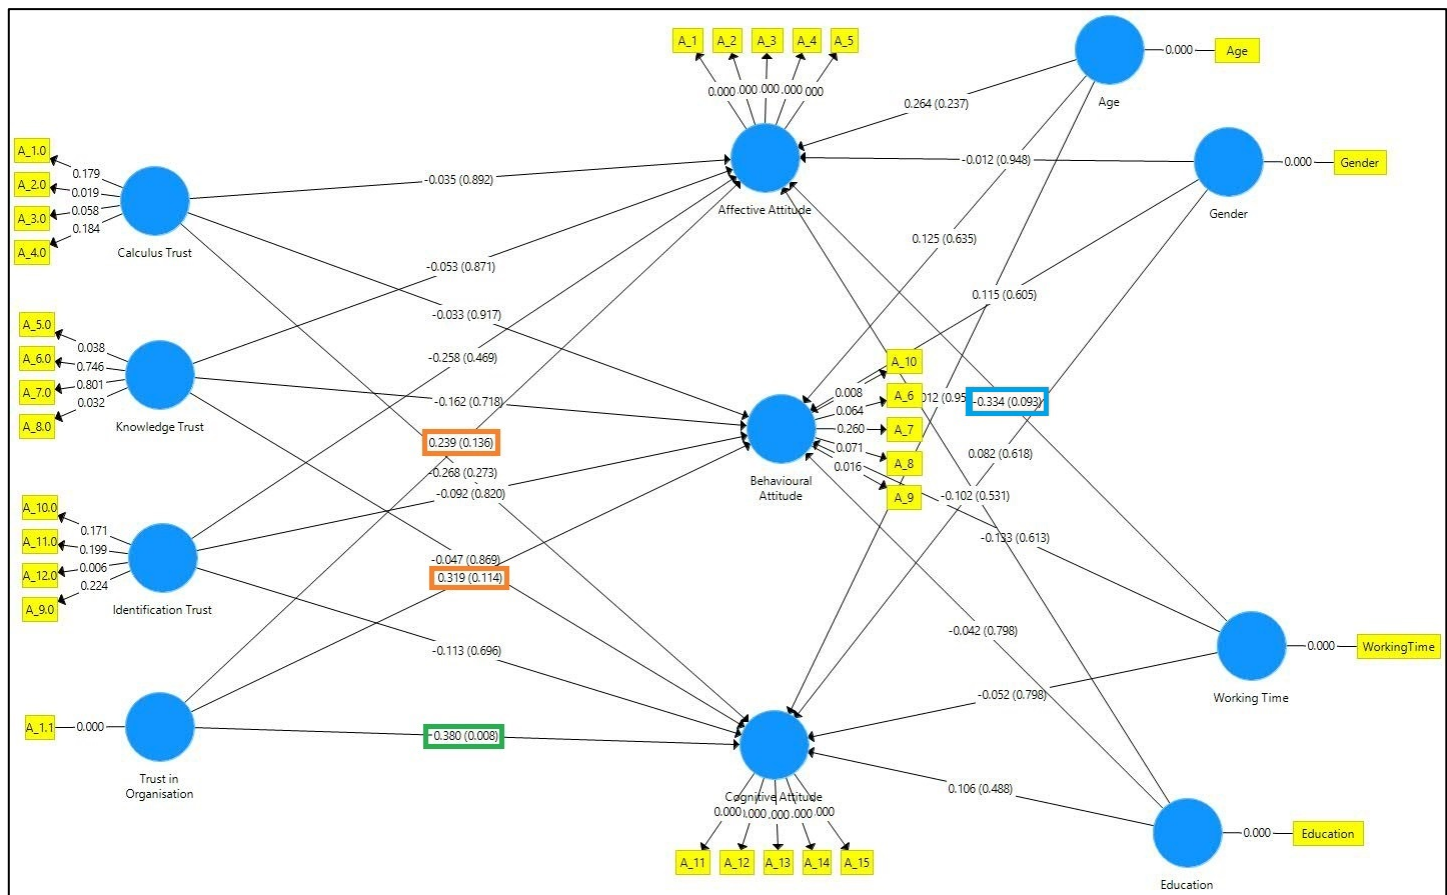 A_1
A_2
A_3
A_4
A_5
0.000
.000
.000
.000
000
Affective Attitude
0.000
Age
Age
0.264 (0.237)
-0.012 (0.948)
0.000
Gender
Gender
A_1.0
A_2.0
A_3.0
A_4.0
0.179
0.019
0.058
0.184
Calculus Trust
-0.035 (0.892)
0.125 (0.635)
-0.053 (0.871)
0.115 (0.605)
-0.033 (0.917)
A_5.0
A_6.0
A_7.0
A_8.0
0.038
0.746
0.801
0.032
Knowledge Trust
-0.258 (0.469)
-0.162 (0.718)
A_10
A_6
A_7
A_8
A_9
0.008
0.064
0.260
0.071
0.016
Behavioural
Attitude
-0.334 (0.093)
0.239 (0.136)
0.082 (0.618)
-0.268 (0.273)
-0.092 (0.820)
-0.102 (0.531)
A_10.0
A_11.0
A_12.0
A_9.0
0.171
0.199
0.006
0.224
Identification Trust
-0.133 (0.613)
-0.047 (0.869)
0.319 (0.114)
-0.042 (0.798)
-0.113 (0.696)
0.000
WorkingTime
Working Time
-0.052 (0.798)
A_1.1
0.000
Trust in
Organisation
0.380 (0.008)
0.106 (0.488)
Cognitive Attitude
0.000
.000
.000
.000
000
A_11
A_12
A_13
A_14
A_15
0.000
Education
Education